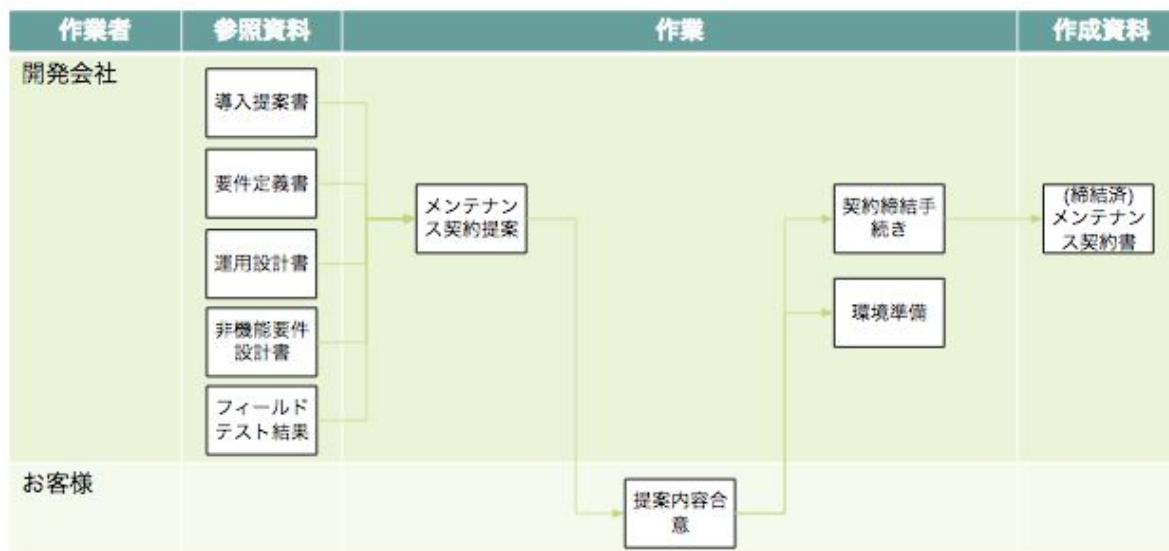 作業者
参照資料
作業
作成資料
開発会社
導入提案書
要件定義書
運用設計書
非機能要件
設計書
フィールド
テスト結果
メンテナン
ス契約提案
契約締結手
続き
環境準備
(締結済)
メンテナン
ス契約書
お客様
提案内容合
意